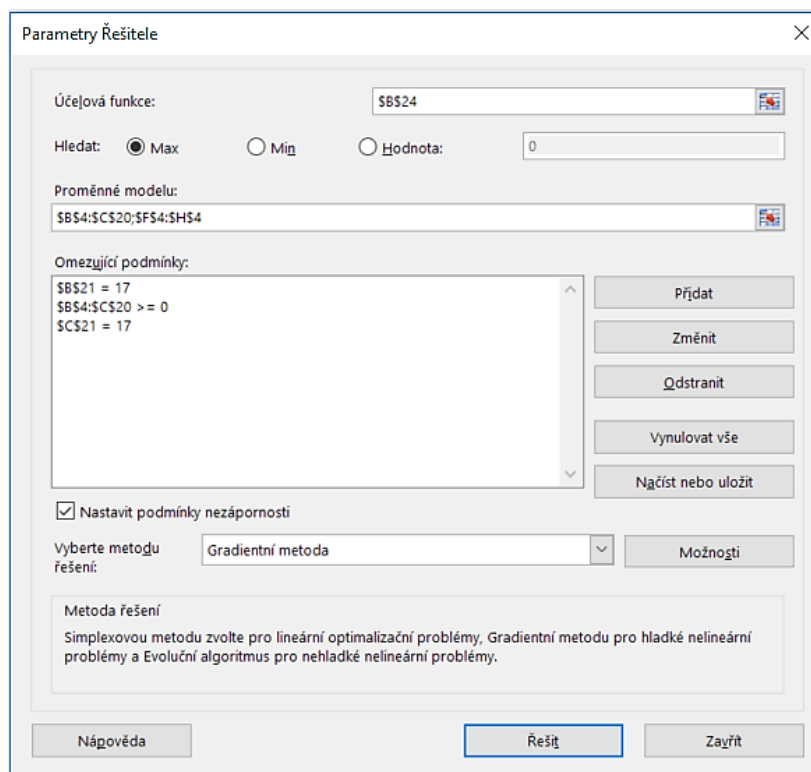 Parametry Řešitele
Účelová funkce:
$B$24
Hledat:
Max
Min
Hodnota:
0
Proměnné modelu:
$B$4:$C$20;$F$4:$H$4
Omezující podmínky:
$B$21 = 17
$B$4:$C$20 >= 0
$C$21 = 17
Přidat
Změnit
Odstranit
Vynulovat vše
Načíst nebo uložit
Nastavit podmínky nezápornosti
Vyberte metodu
řešení:
Gradientní metoda
Možnosti
Metoda řešení
Simplexovou metodu zvolte pro lineární optimalizační problémy, Gradientní metodu pro hladké nelineární
problémy a Evoluční algoritmus pro nehladké nelineární problémy.
Nápověda
Řešit
Zavřít